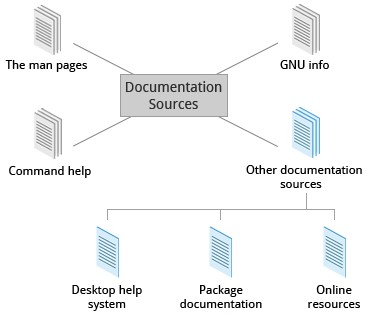 The man pages
GNU info
Documentation
Sources
Command help
Other documentation
sources
Desktop help
system
Package
documentation
Online
resources